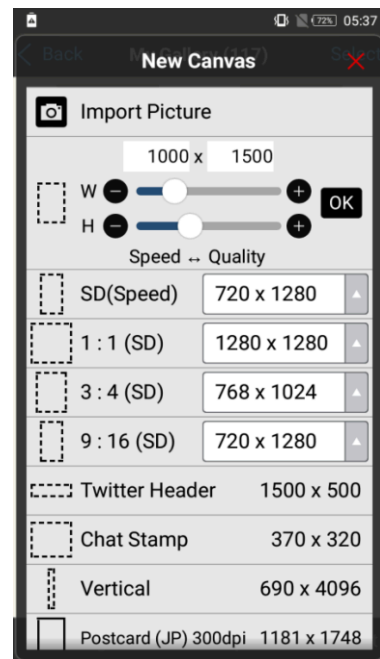 72% 05:37
Back My Gallery (117) Select
New Canvas
Import Picture
1000 x 1500
W
H
OK
Speed ↔ Quality
SD(Speed) 720 x 1280
1 : 1 (SD) 1280 x 1280
3 : 4 (SD) 768 x 1024
9 : 16 (SD) 720 x 1280
Twitter Header 1500 x 500
Chat Stamp 370 x 320
Vertical 690 x 4096
Postcard (JP) 300dpi 1181 x 1748